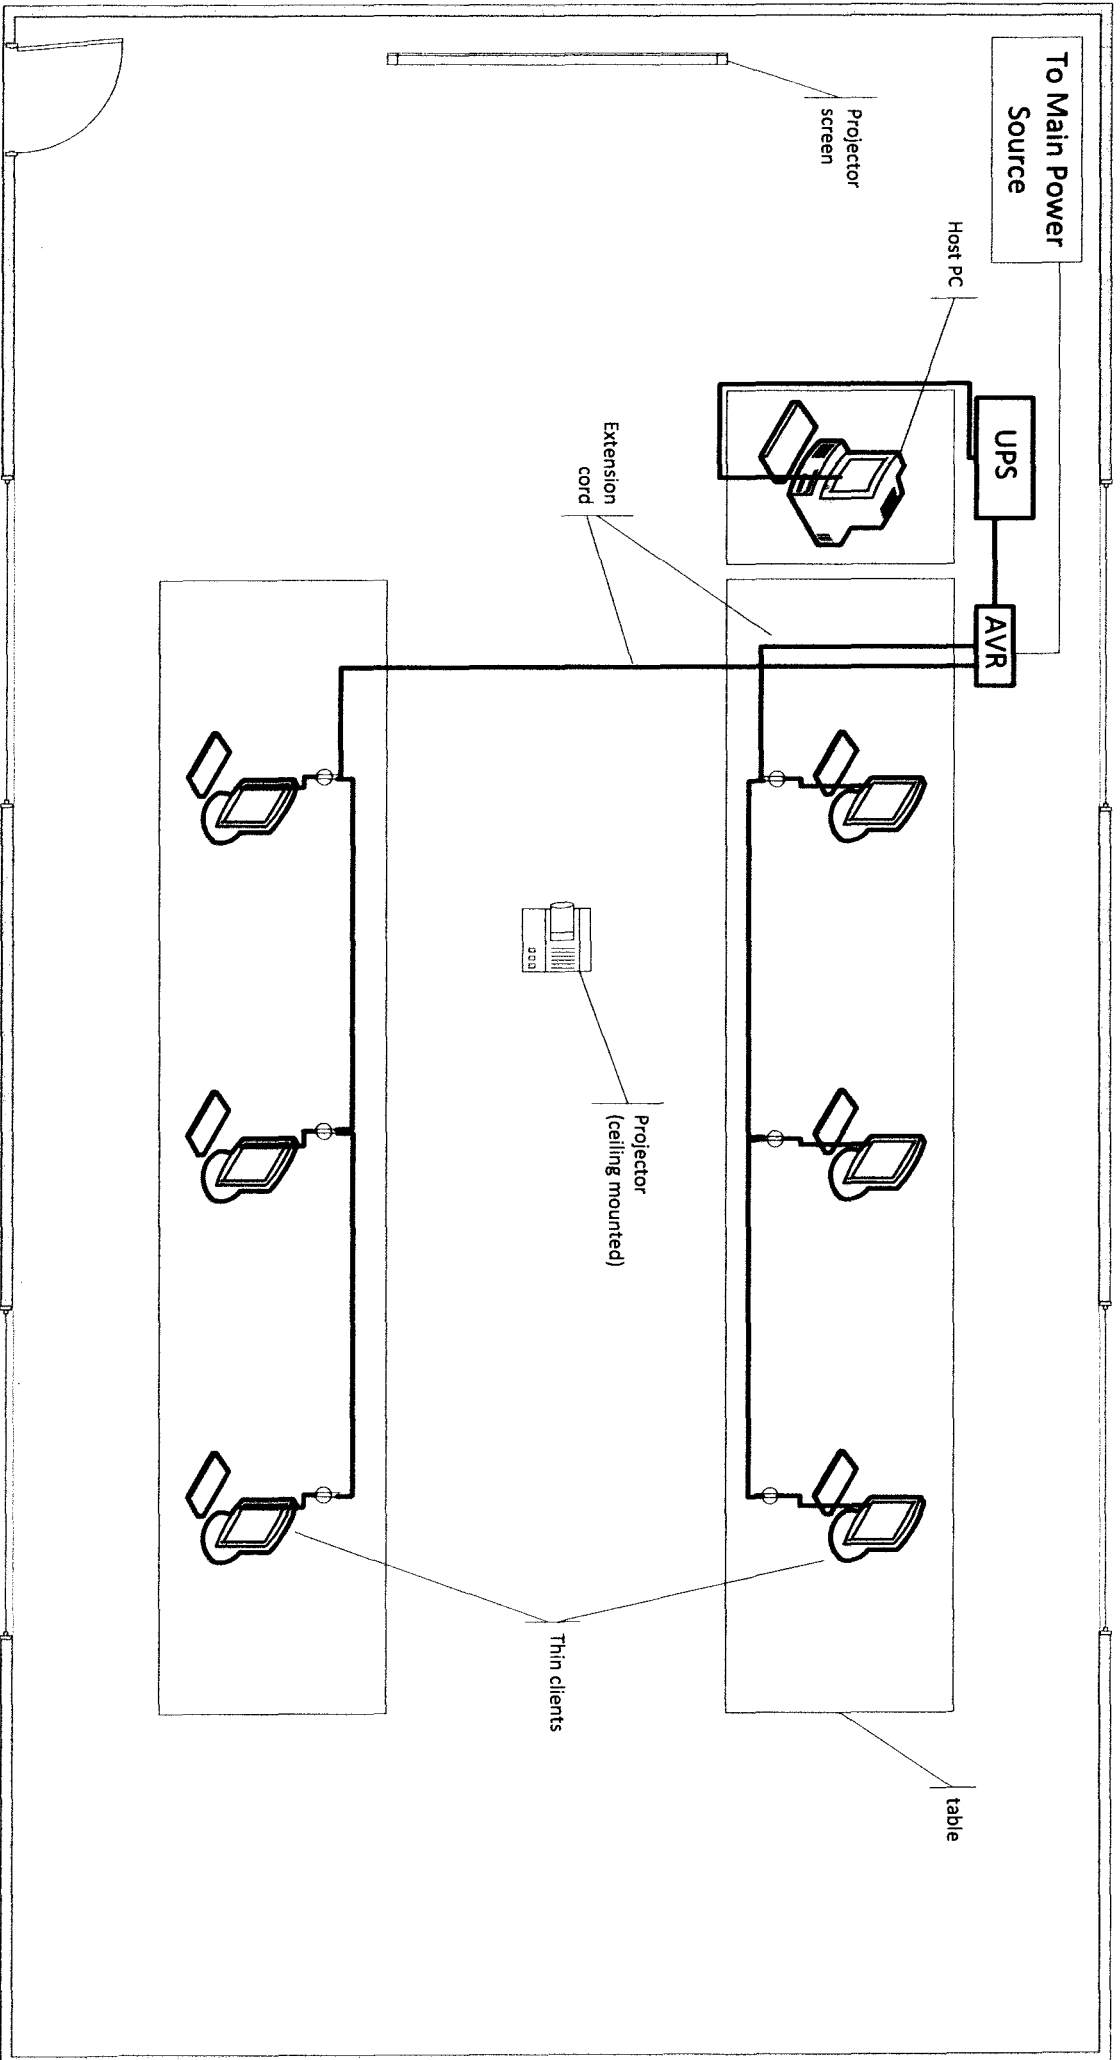 To Main Power
Source
Projector
screen
Host PC
UPS
AVR
Extension
cord
Projector
(ceiling mounted)
Thin clients
table